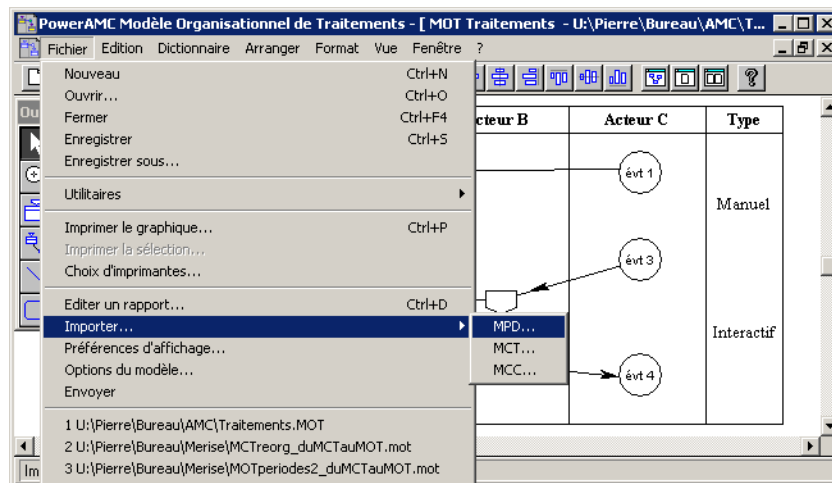 PowerAMC Modèle Organisationnel de Traitements - [ MOT Traitements - U:\Pierre\Bureau\AMC\T...
Fichier Edition Dictionnaire Arranger Format Vue Fenêtre ?
Nouveau Ctrl+N
Ouvrir... Ctrl+O
Fermer Ctrl+F4
Enregistrer Ctrl+S
Enregistrer sous...
Utilitaires
Imprimer le graphique... Ctrl+P
Imprimer la sélection...
Choix d'imprimantes...
Editer un rapport... Ctrl+D
Importer...
Préférences d'affichage...
Options du modèle...
Envoyer
1 U:\Pierre\Bureau\AMC\Traitements.MOT
2 U:\Pierre\Bureau\Merise\MCTreorg_duMCTauMOT.mot
3 U:\Pierre\Bureau\Merise\MOTperiodes2_duMCTauMOT.mot
MPD...
MCT...
MCC...
Ou
cteur B Acteur C Type
évt 1
Manuel
évt 3
Interactif
évt 4
Im